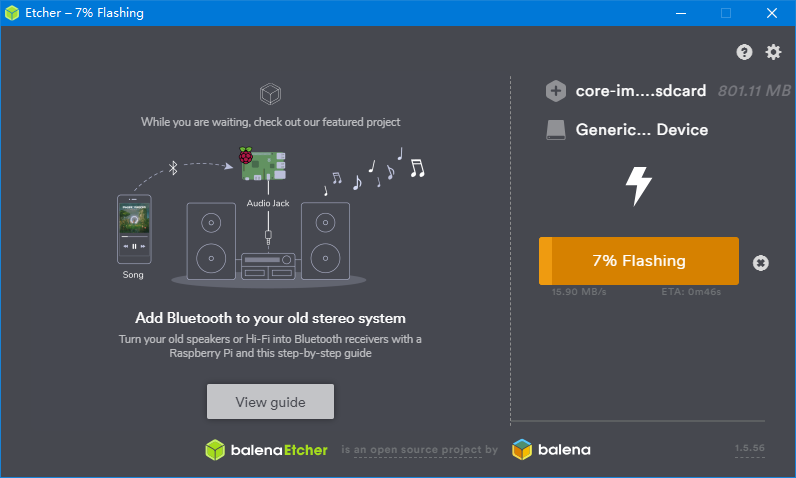 Etcher – 7% Flashing
While you are waiting, check out our featured project
Audio Jack
Song
Add Bluetooth to your old stereo system
Turn your old speakers or Hi-Fi into Bluetooth receivers with a
Raspberry Pi and this step-by-step guide
View guide
core-im....sdcard 801.11 MB
Generic... Device
7% Flashing
15.90 MB/s ETA: 0m46s
balenaEtcher is an open source project by balena 1.5.56